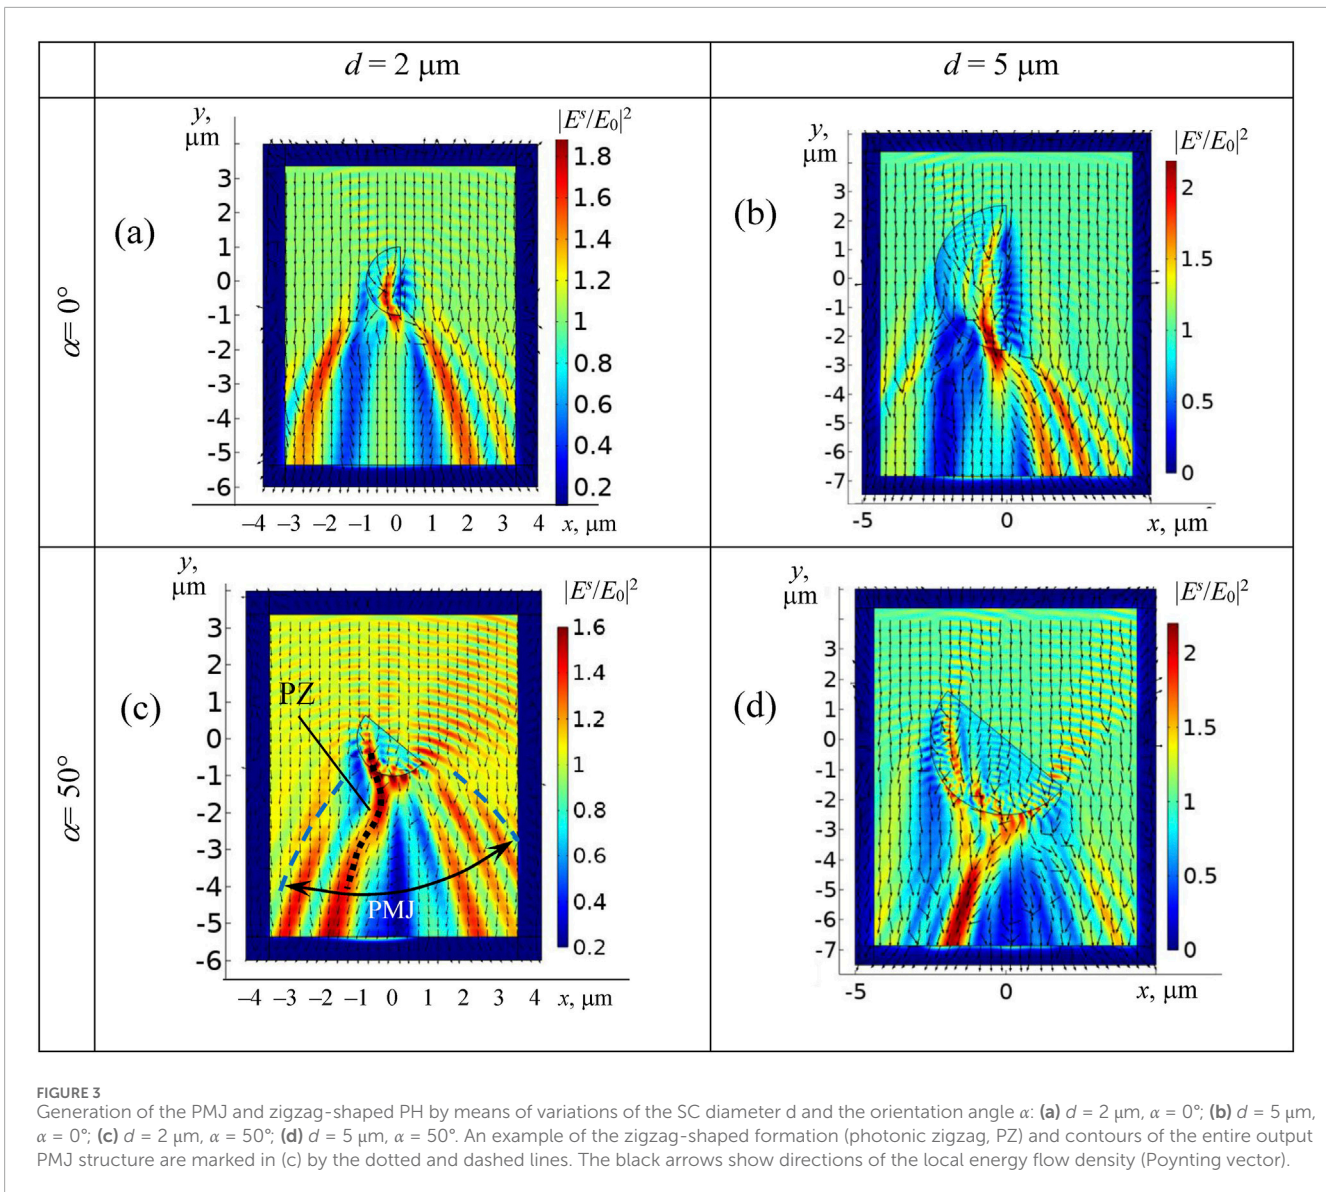 d = 2 µm
d = 5 µm
α= 0°
y,
µm
|Eˢ/E₀|²
(a)
3
2
1
0
-1
-2
-3
-4
-5
-6
1.8
1.6
1.4
1.2
1
0.8
0.6
0.4
0.2
–4 –3 –2 –1 0 1 2 3 4 x, µm
y,
µm
|Eˢ/E₀|²
(b)
3
2
1
0
-1
-2
-3
-4
-5
-6
-7
2
1.5
1
0.5
0
-5 0 x, µm
α= 50°
y,
µm
|Eˢ/E₀|²
(c)
PZ
PMJ
3
2
1
0
-1
-2
-3
-4
-5
-6
1.6
1.4
1.2
1
0.8
0.6
0.4
0.2
–4 –3 –2 –1 0 1 2 3 4 x, µm
y,
µm
|Eˢ/E₀|²
(d)
3
2
1
0
-1
-2
-3
-4
-5
-6
-7
2
1.5
1
0.5
0
-5 0 x, µm
FIGURE 3
Generation of the PMJ and zigzag-shaped PH by means of variations of the SC diameter d and the orientation angle α: (a) d = 2 µm, α = 0°; (b) d = 5 µm,
α = 0°; (c) d = 2 µm, α = 50°; (d) d = 5 µm, α = 50°. An example of the zigzag-shaped formation (photonic zigzag, PZ) and contours of the entire output
PMJ structure are marked in (c) by the dotted and dashed lines. The black arrows show directions of the local energy flow density (Poynting vector).